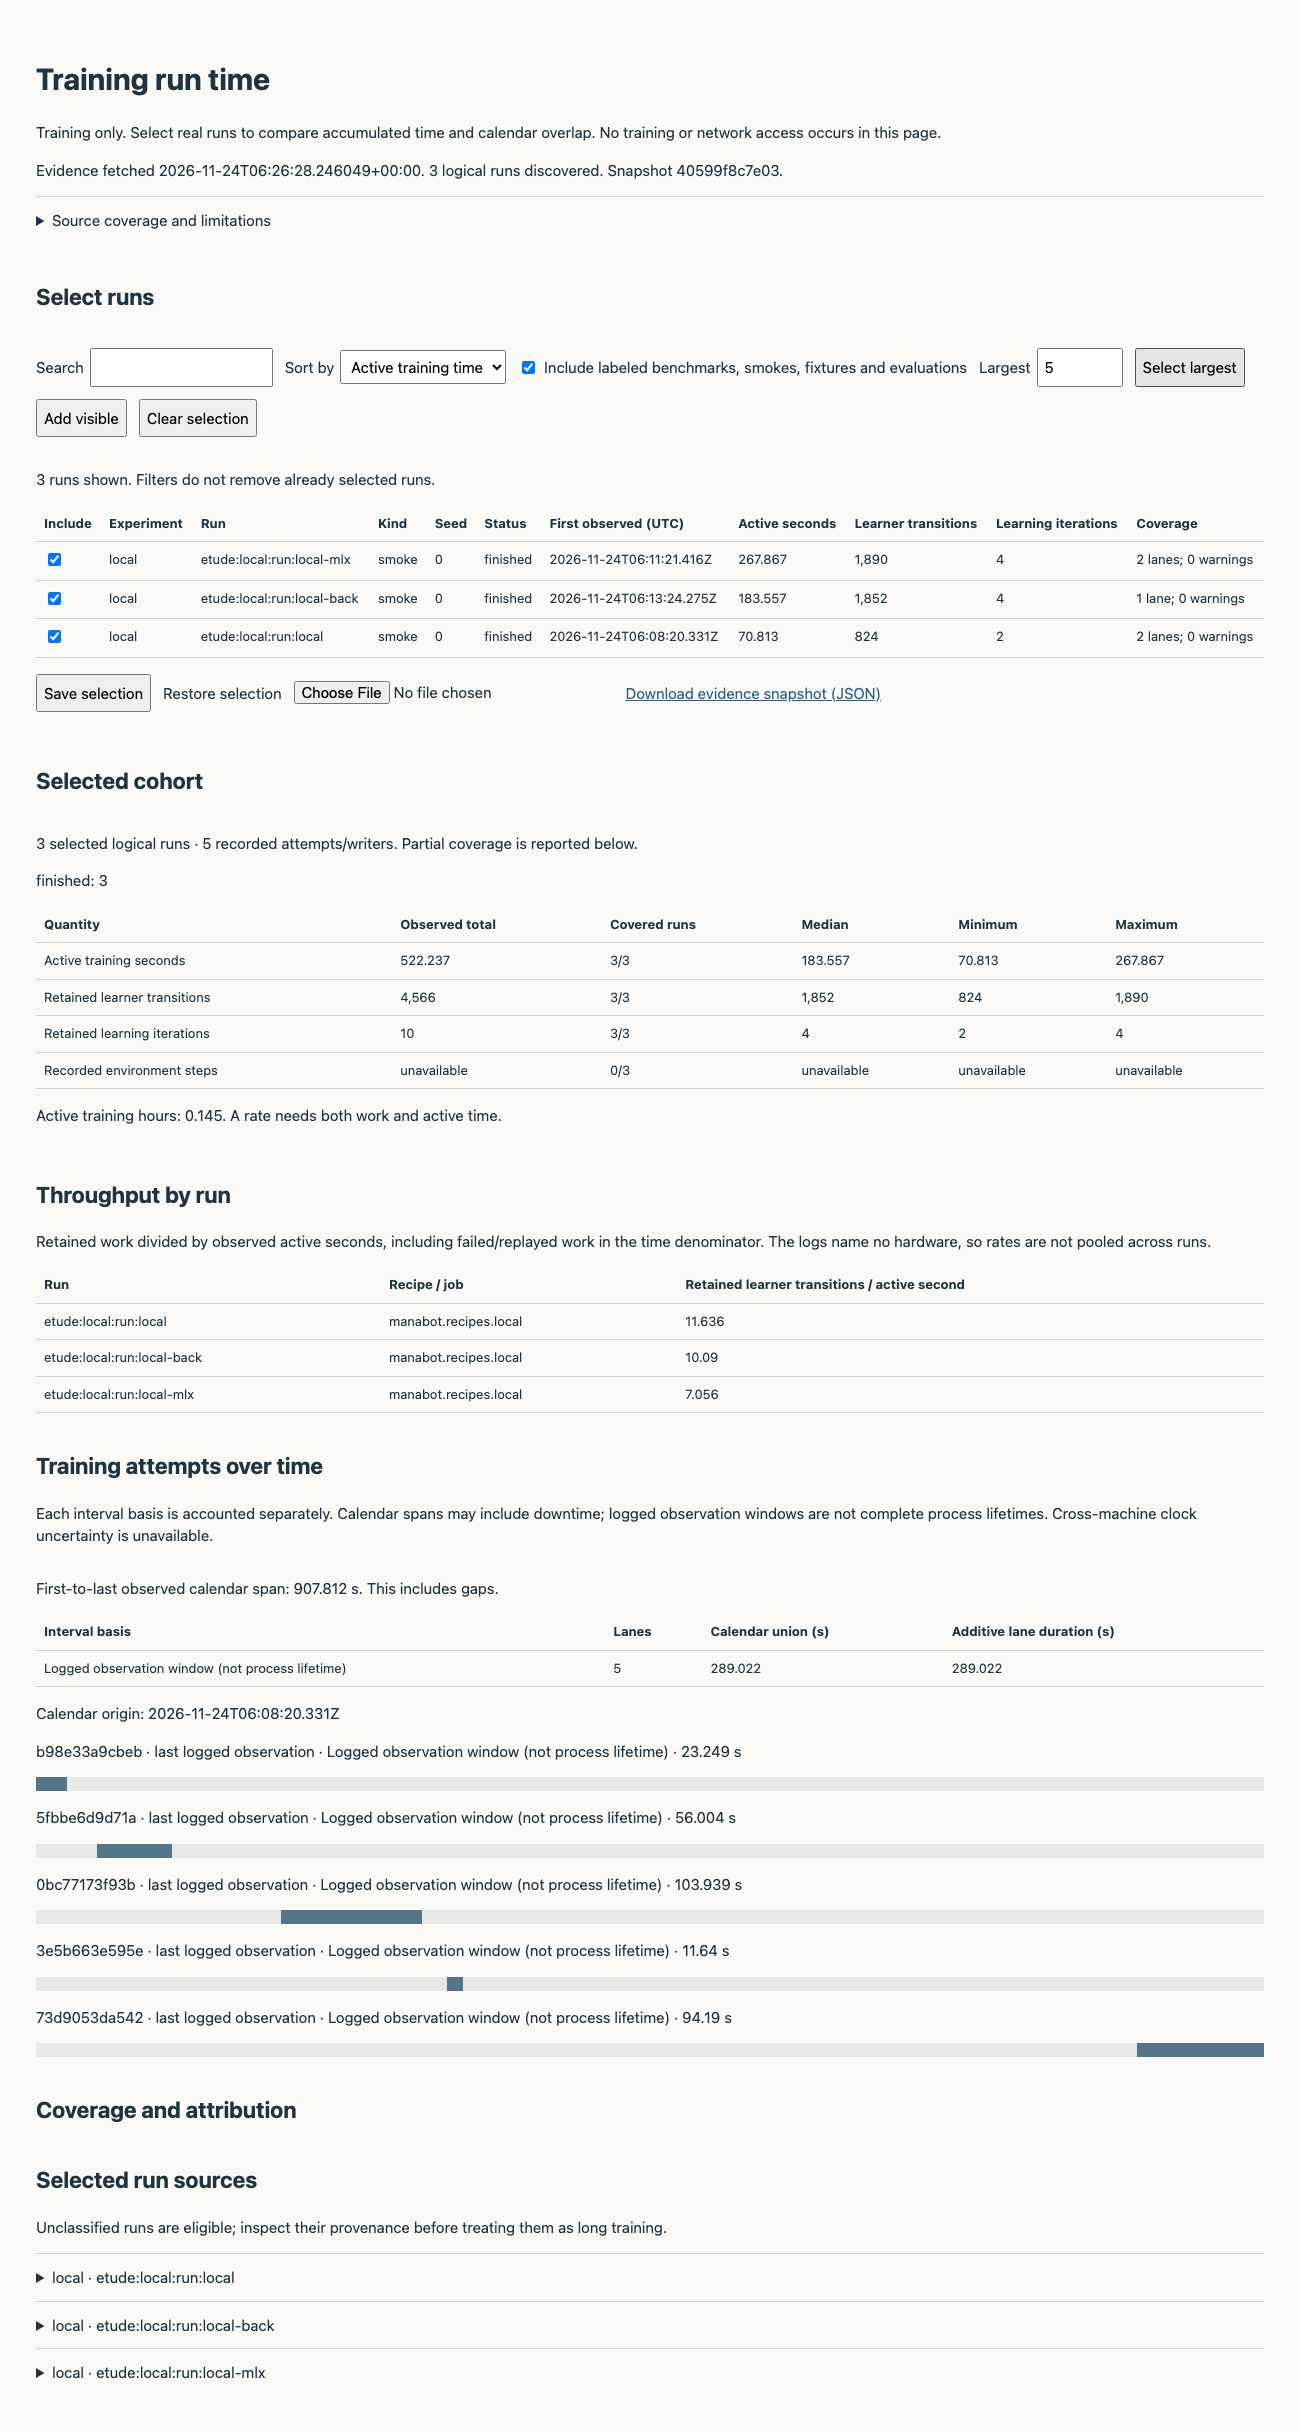 Training run time
Training only. Select real runs to compare accumulated time and calendar overlap. No training or network access occurs in this page.
Evidence fetched 2026-11-24T06:26:28.246049+00:00. 3 logical runs discovered. Snapshot 40599f8c7e03.
Source coverage and limitations
Select runs
Search Sort by Active training time Include labeled benchmarks, smokes, fixtures and evaluations Largest 5 Select largest
Add visible Clear selection
3 runs shown. Filters do not remove already selected runs.
Include Experiment Run Kind Seed Status First observed (UTC) Active seconds Learner transitions Learning iterations Coverage
local etude:local:run:local-mlx smoke 0 finished 2026-11-24T06:11:21.416Z 267.867 1,890 4 2 lanes; 0 warnings
local etude:local:run:local-back smoke 0 finished 2026-11-24T06:13:24.275Z 183.557 1,852 4 1 lane; 0 warnings
local etude:local:run:local smoke 0 finished 2026-11-24T06:08:20.331Z 70.813 824 2 2 lanes; 0 warnings
Save selection Restore selection Choose File No file chosen Download evidence snapshot (JSON)
Selected cohort
3 selected logical runs · 5 recorded attempts/writers. Partial coverage is reported below.
finished: 3
Quantity Observed total Covered runs Median Minimum Maximum
Active training seconds 522.237 3/3 183.557 70.813 267.867
Retained learner transitions 4,566 3/3 1,852 824 1,890
Retained learning iterations 10 3/3 4 2 4
Recorded environment steps unavailable 0/3 unavailable unavailable unavailable
Active training hours: 0.145. A rate needs both work and active time.
Throughput by run
Retained work divided by observed active seconds, including failed/replayed work in the time denominator. The logs name no hardware, so rates are not pooled across runs.
Run Recipe / job Retained learner transitions / active second
etude:local:run:local manabot.recipes.local 11.636
etude:local:run:local-back manabot.recipes.local 10.09
etude:local:run:local-mlx manabot.recipes.local 7.056
Training attempts over time
Each interval basis is accounted separately. Calendar spans may include downtime; logged observation windows are not complete process lifetimes. Cross-machine clock
uncertainty is unavailable.
First-to-last observed calendar span: 907.812 s. This includes gaps.
Interval basis Lanes Calendar union (s) Additive lane duration (s)
Logged observation window (not process lifetime) 5 289.022 289.022
Calendar origin: 2026-11-24T06:08:20.331Z
b98e33a9cbeb · last logged observation · Logged observation window (not process lifetime) · 23.249 s
5fbbe6d9d71a · last logged observation · Logged observation window (not process lifetime) · 56.004 s
0bc77173f93b · last logged observation · Logged observation window (not process lifetime) · 103.939 s
3e5b663e595e · last logged observation · Logged observation window (not process lifetime) · 11.64 s
73d9053da542 · last logged observation · Logged observation window (not process lifetime) · 94.19 s
Coverage and attribution
Selected run sources
Unclassified runs are eligible; inspect their provenance before treating them as long training.
local · etude:local:run:local
local · etude:local:run:local-back
local · etude:local:run:local-mlx